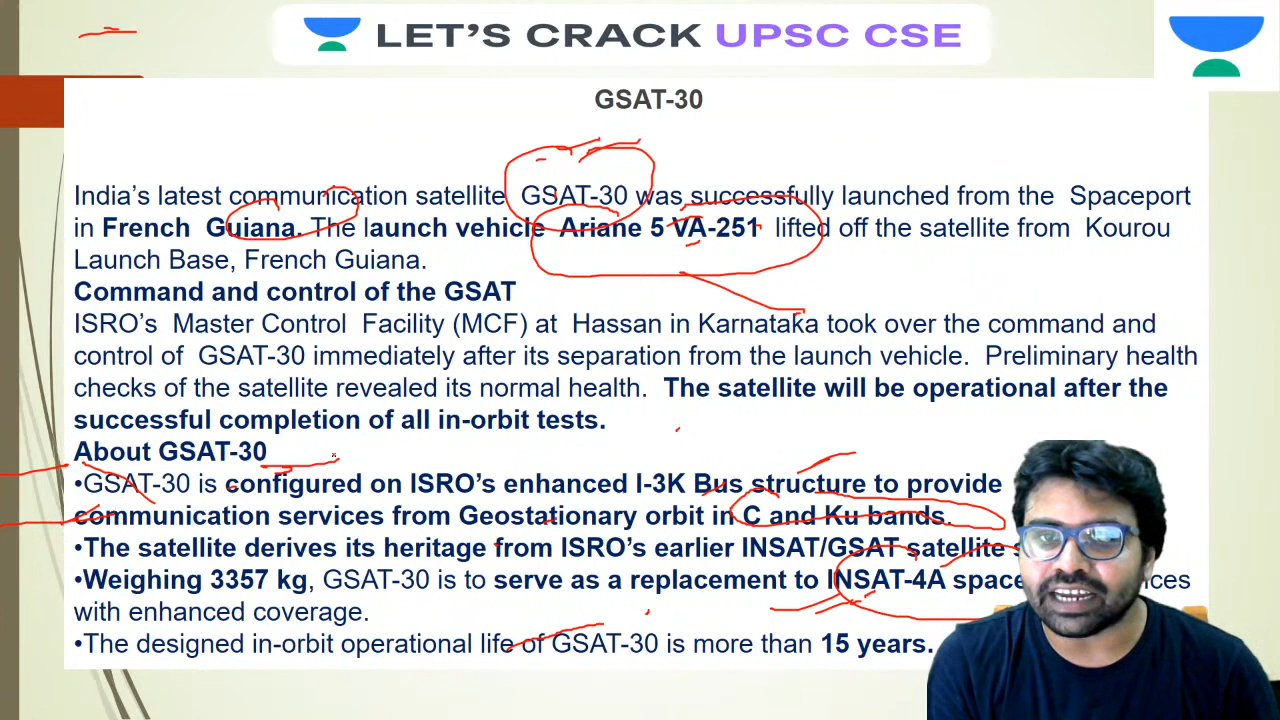 LET'S CRACK UPSC CSE
GSAT-30
India's latest communication satellite GSAT-30 was successfully launched from the Spaceport
in French Guiana. The launch vehicle Ariane 5 VA-251 lifted off the satellite from Kourou
Launch Base, French Guiana.
Command and control of the GSAT
ISRO's Master Control Facility (MCF) at Hassan in Karnataka took over the command and
control of GSAT-30 immediately after its separation from the launch vehicle. Preliminary health
checks of the satellite revealed its normal health. The satellite will be operational after the
successful completion of all in-orbit tests.
About GSAT-30
•GSAT-30 is configured on ISRO's enhanced I-3K Bus structure to provide
communication services from Geostationary orbit in C and Ku bands.
•The satellite derives its heritage from ISRO's earlier INSAT/GSAT satellite
•Weighing 3357 kg, GSAT-30 is to serve as a replacement to INSAT-4A
with enhanced coverage.
•The designed in-orbit operational life of GSAT-30 is more than 15 years.